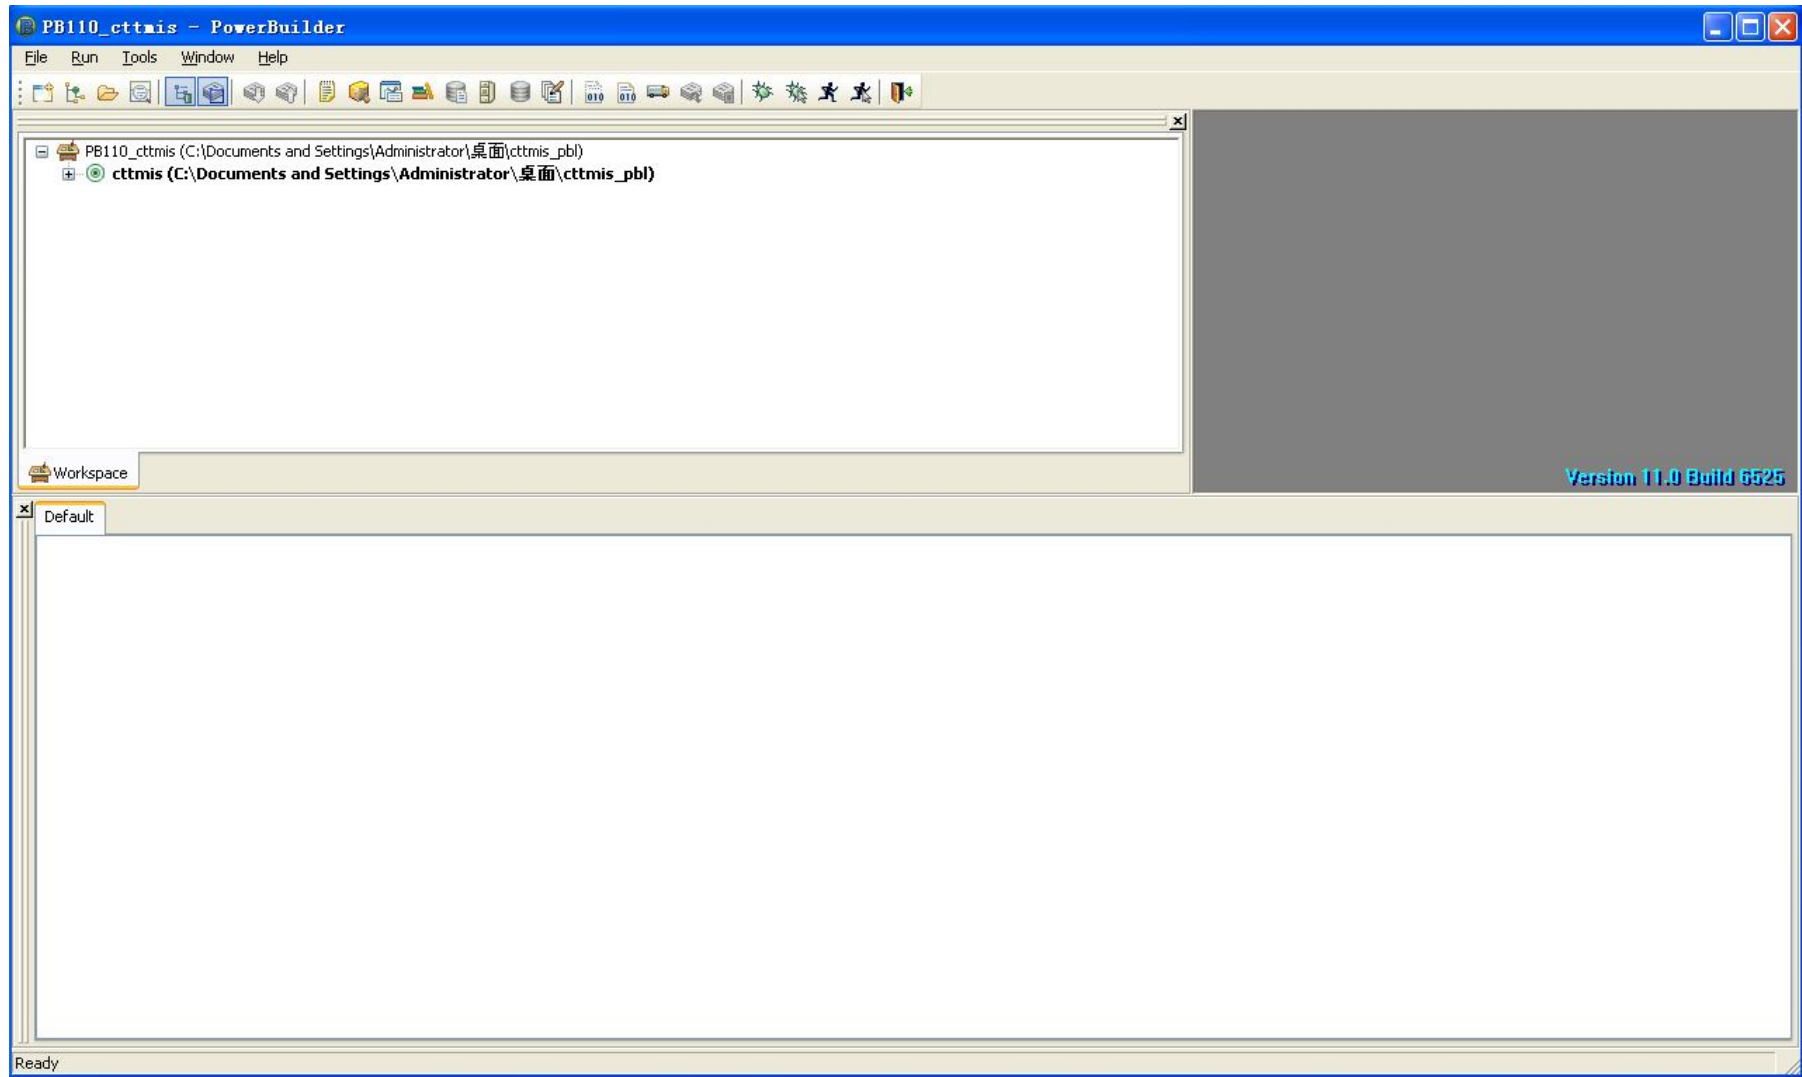 PB110_cttmis - PowerBuilder
File Run Tools Window Help
PB110_cttmis (C:\Documents and Settings\Administrator\桌面\cttmis_pbl)
cttmis (C:\Documents and Settings\Administrator\桌面\cttmis_pbl)
Workspace
Version 11.0 Build 6525
Default
Ready